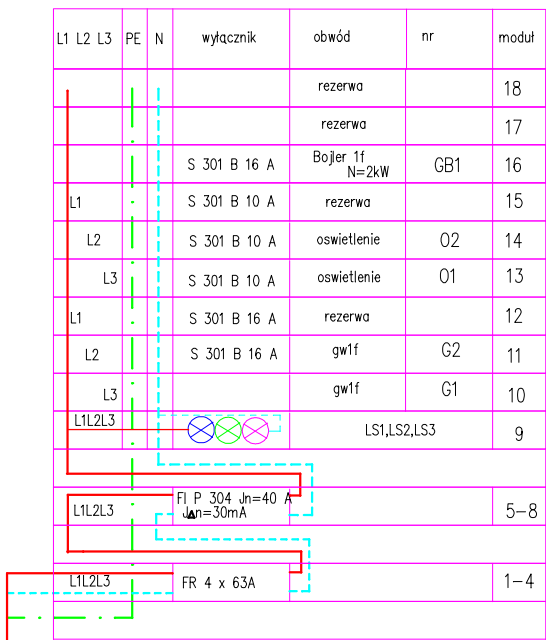 L1 L2 L3 PE N wyłącznik obwód nr moduł
rezerwa 18
rezerwa 17
S 301 B 16 A Bojler 1f N=2kW GB1 16
L1 S 301 B 10 A rezerwa 15
L2 S 301 B 10 A oswietlenie O2 14
L3 S 301 B 10 A oswietlenie O1 13
L1 S 301 B 16 A rezerwa 12
L2 S 301 B 16 A gw1f G2 11
L3 gw1f G1 10
L1L2L3 LS1,LS2,LS3 9
L1L2L3 FI P 304 Jn=40 A 5-8
JΔn=30mA
L1L2L3 FR 4 x 63A 1-4